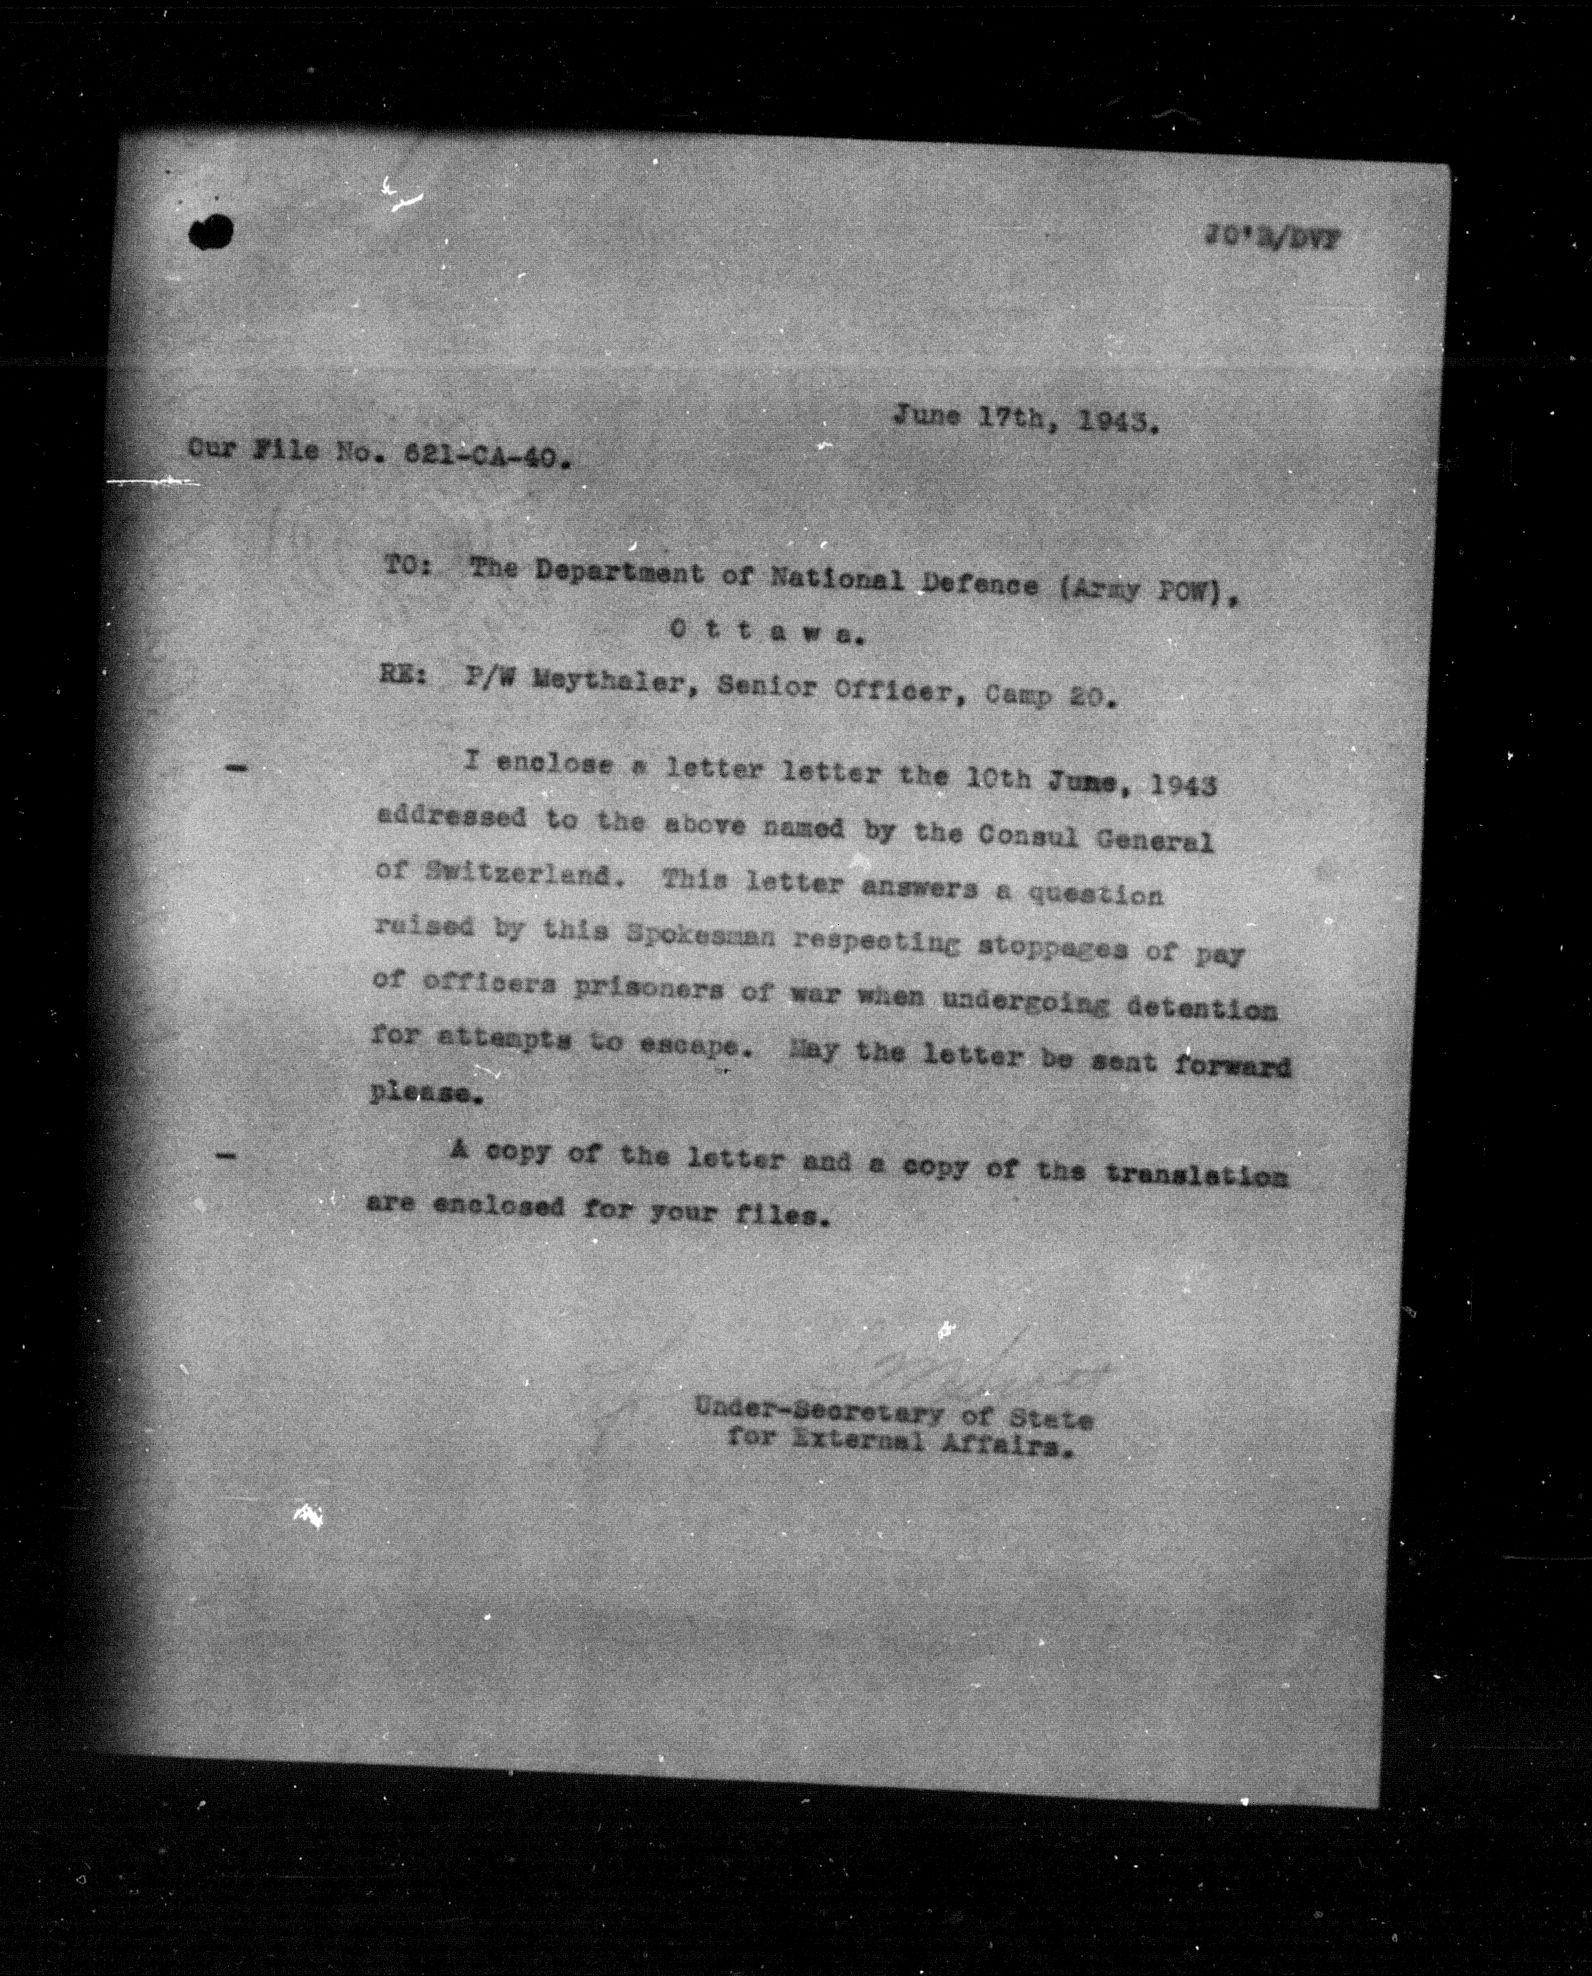 JO'B/DVF
June 17th, 1943.
Our File No. 621-CA-40.
TO: The Department of National Defence (Army POW),
O t t a w a.
RE: P/W Meythaler, Senior Officer, Camp 20.
I enclose a letter letter the 10th June, 1943
addressed to the above named by the Consul General
of Switzerland. This letter answers a question
raised by this Spokesman respecting stoppages of pay
of officers prisoners of war when undergoing detention
for attempts to escape. May the letter be sent forward
please.
A copy of the letter and a copy of the translation
are enclosed for your files.
Under-Secretary of State
for External Affairs.